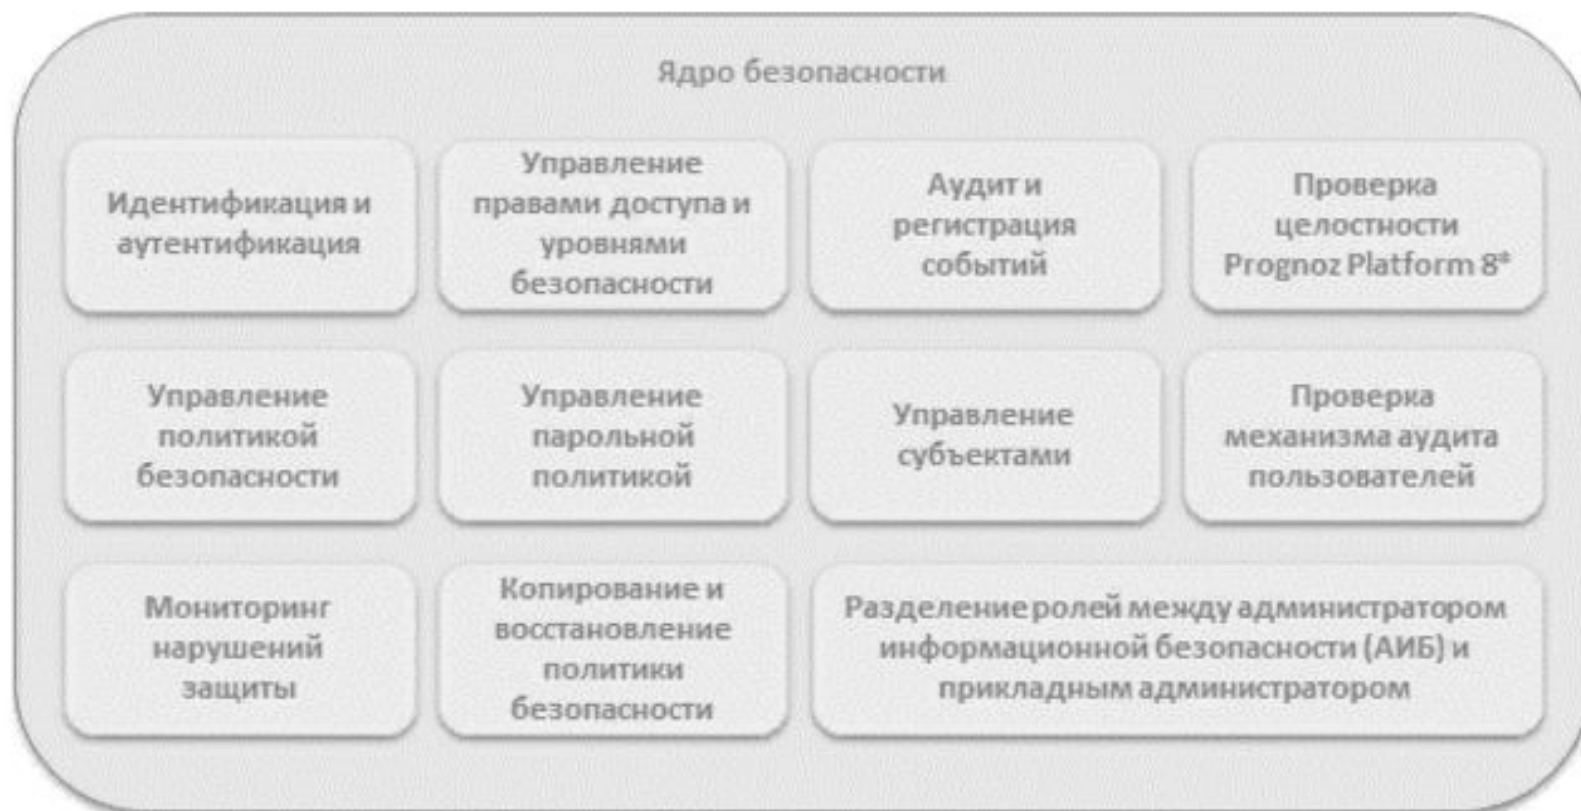 Ядро безопасности
Идентификация и
аутентификация
Управление
правами доступа и
уровнями
безопасности
Аудит и
регистрация
событий
Проверка
целостности
Prognoz Platform 8*
Управление
политикой
безопасности
Управление
парольной
политикой
Управление
субъектами
Проверка
механизма аудита
пользователей
Мониторинг
нарушений
защиты
Копирование и
восстановление
политики
безопасности
Разделение ролей между администратором
информационной безопасности (АИБ) и
прикладным администратором